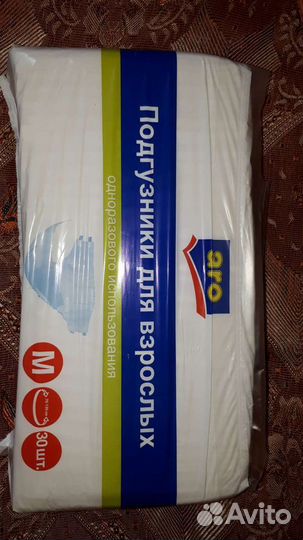 aro
Подгузники для взрослых
одноразового использования
M
30 шт.
Avito